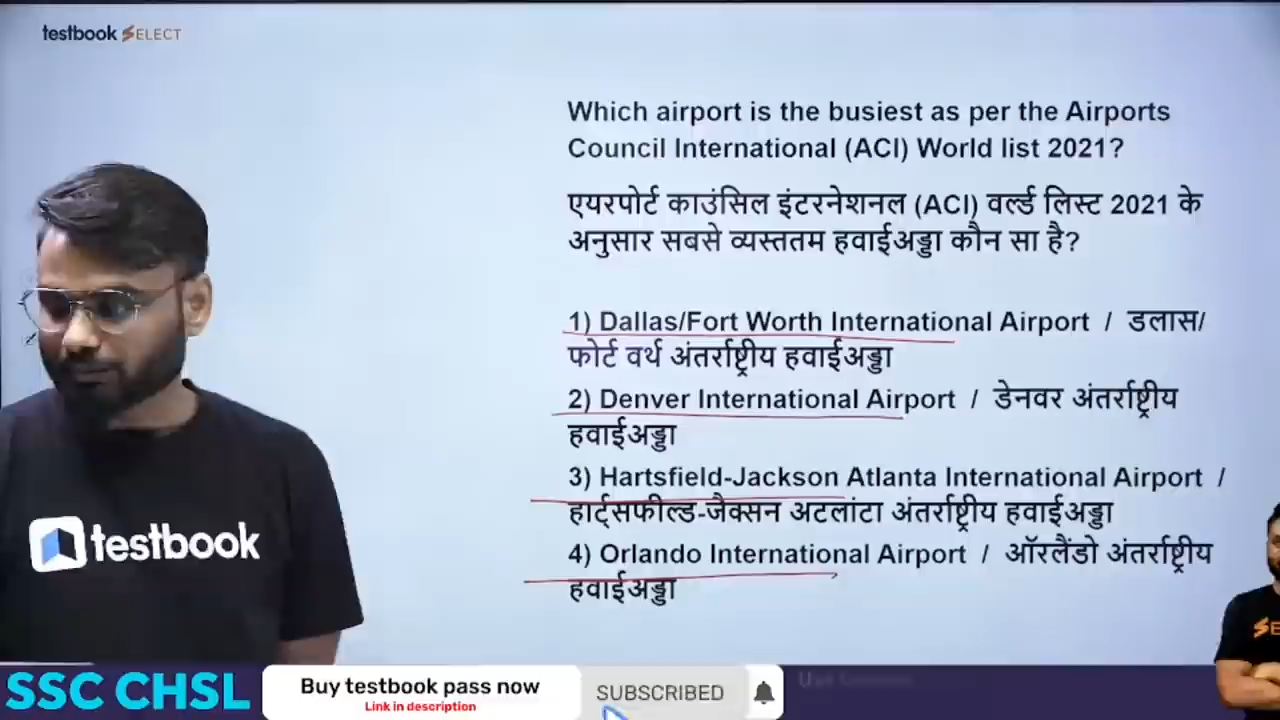 testbook SELECT
Which airport is the busiest as per the Airports
Council International (ACI) World list 2021?
एयरपोर्ट काउंसिल इंटरनेशनल (ACI) वर्ल्ड लिस्ट 2021 के
अनुसार सबसे व्यस्ततम हवाईअड्डा कौन सा है?
1) Dallas/Fort Worth International Airport / डलास/
फोर्ट वर्थ अंतर्राष्ट्रीय हवाईअड्डा
2) Denver International Airport / डेनवर अंतर्राष्ट्रीय
हवाईअड्डा
3) Hartsfield-Jackson Atlanta International Airport /
हार्ट्सफील्ड-जैक्सन अटलांटा अंतर्राष्ट्रीय हवाईअड्डा
4) Orlando International Airport / ऑरलैंडो अंतर्राष्ट्रीय
हवाईअड्डा
testbook
SSC CHSL
Buy testbook pass now
Link in description
SUBSCRIBED